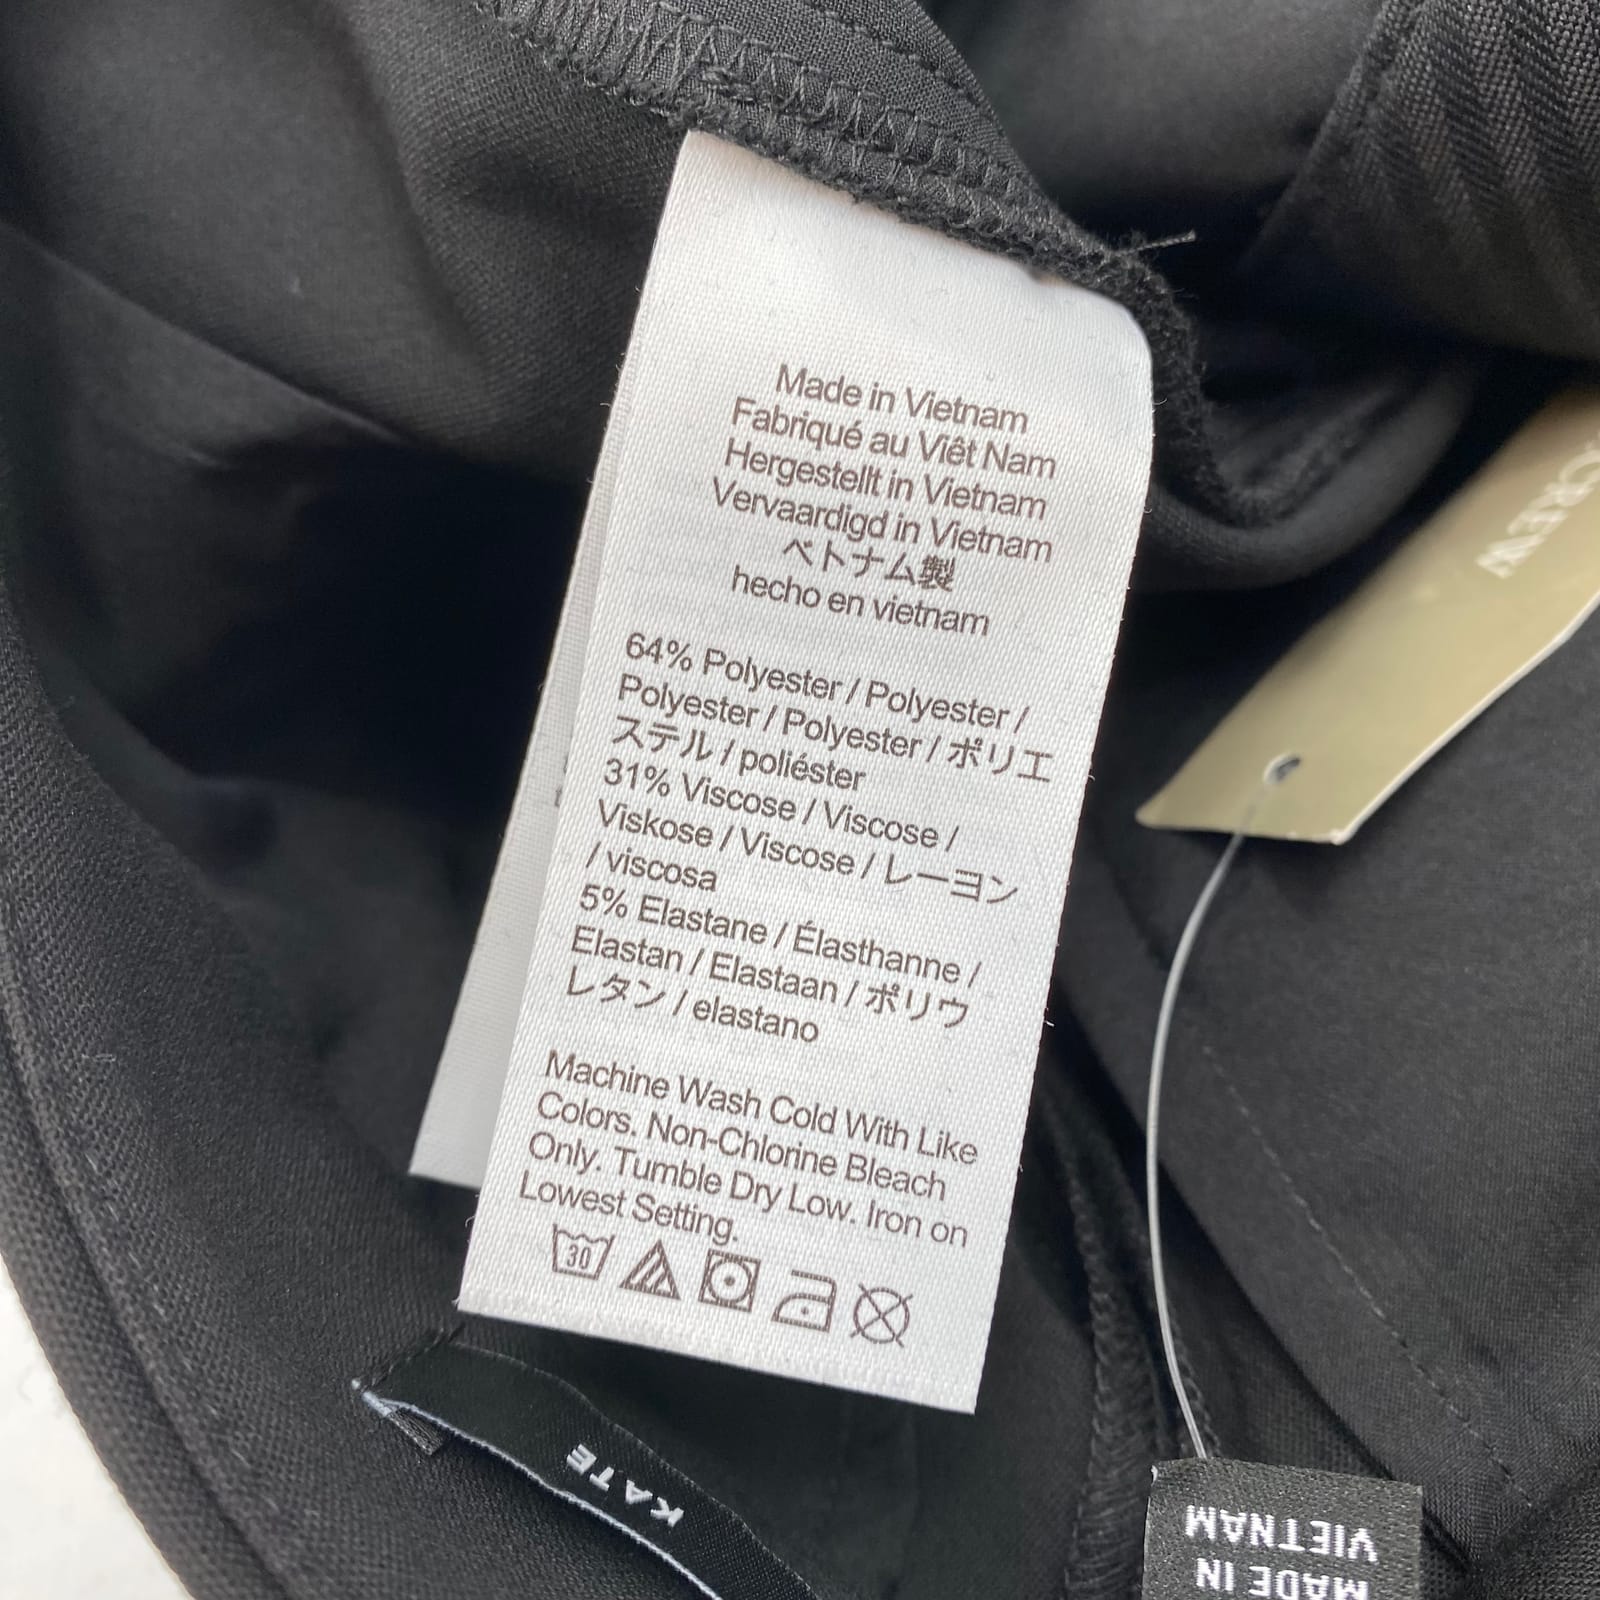 Made in Vietnam
Fabriqué au Viêt Nam
Hergestellt in Vietnam
Vervaardigd in Vietnam
ベトナム製
hecho en vietnam
64% Polyester / Polyester /
Polyester / Polyester / ポリエ
ステル / poliéster
31% Viscose / Viscose /
Viskose / Viscose / レーヨン
/ viscosa
5% Elastane / Élasthanne /
Elastan / Elastaan / ポリウ
レタン / elastano
Machine Wash Cold With Like
Colors. Non-Chlorine Bleach
Only. Tumble Dry Low. Iron on
Lowest Setting.
30
CREW
KATE
MADE IN
VIETNAM